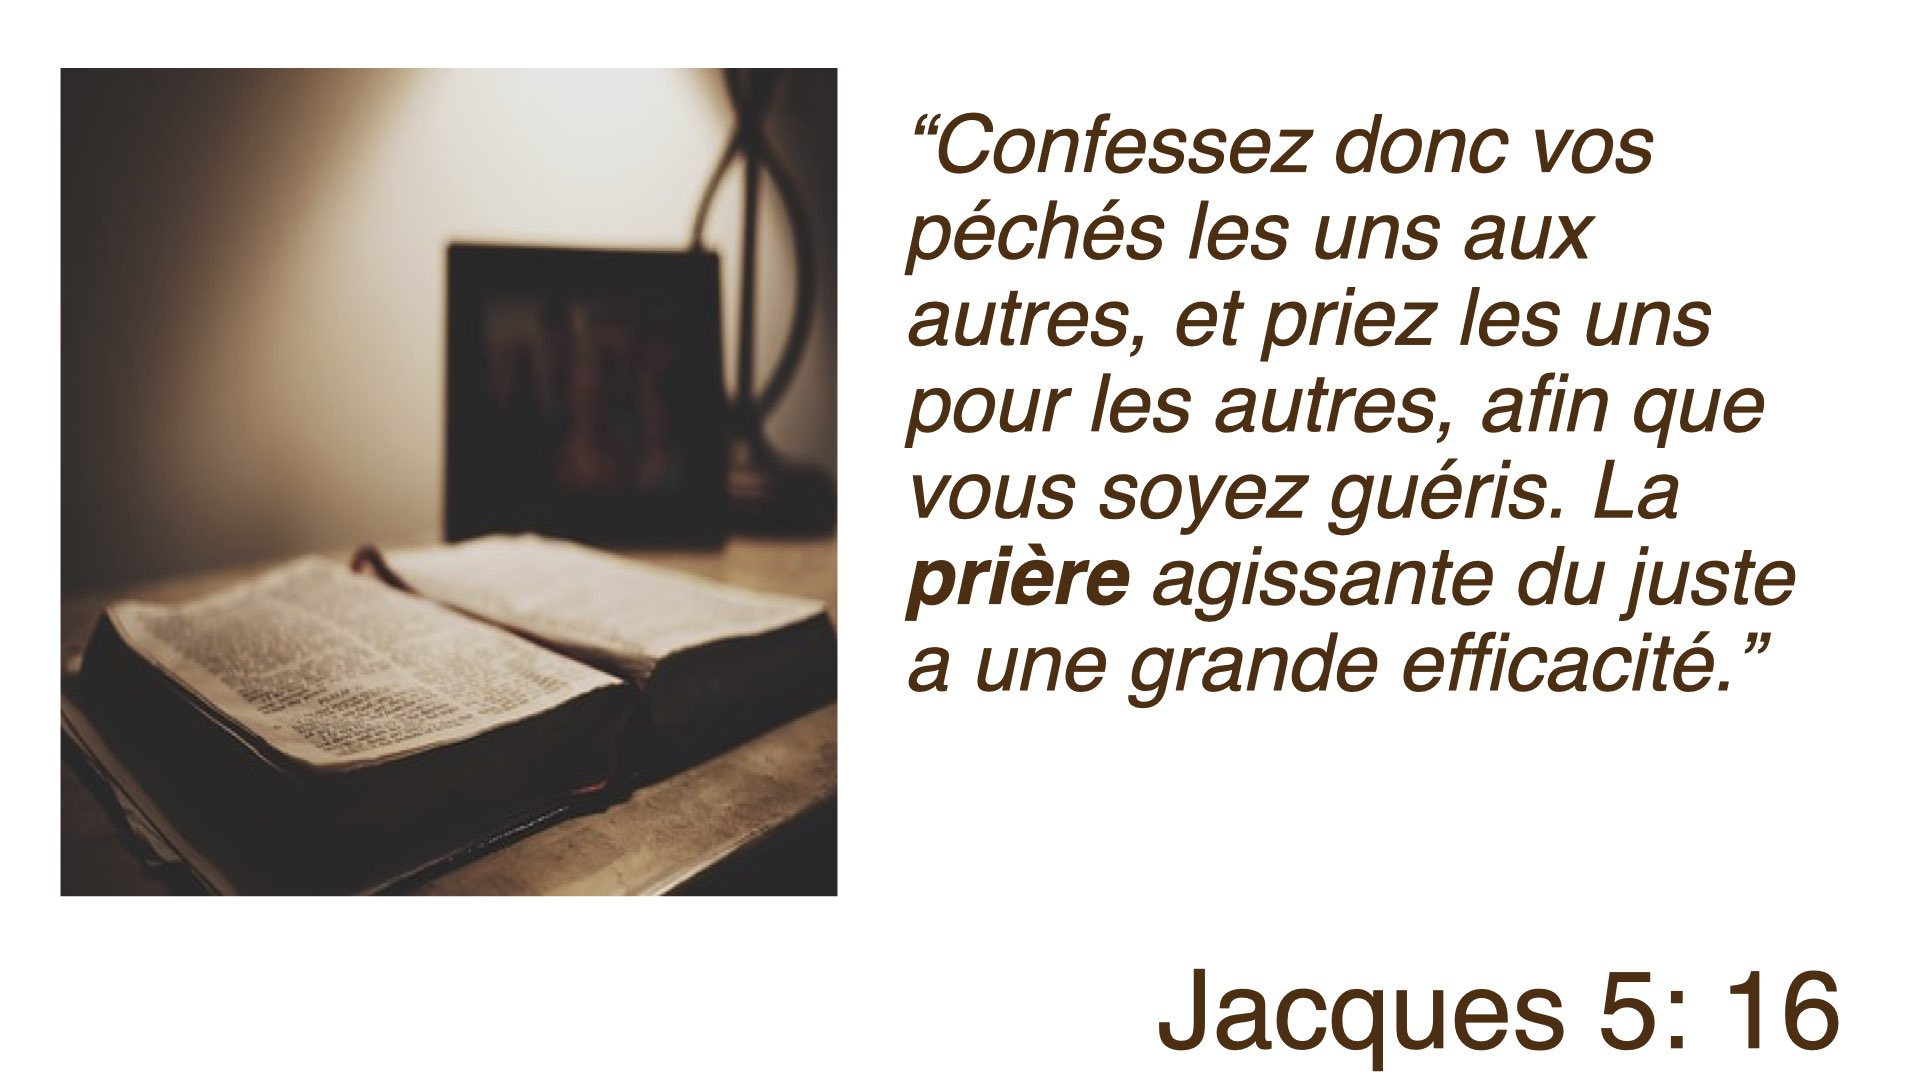 “Confessez donc vos
péchés les uns aux
autres, et priez les uns
pour les autres, afin que
vous soyez guéris. La
prière agissante du juste
a une grande efficacité.”
Jacques 5: 16